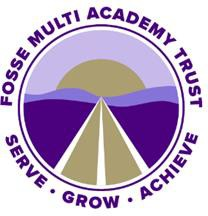 FOSSE MULTI ACADEMY TRUST
SERVE · GROW · ACHIEVE